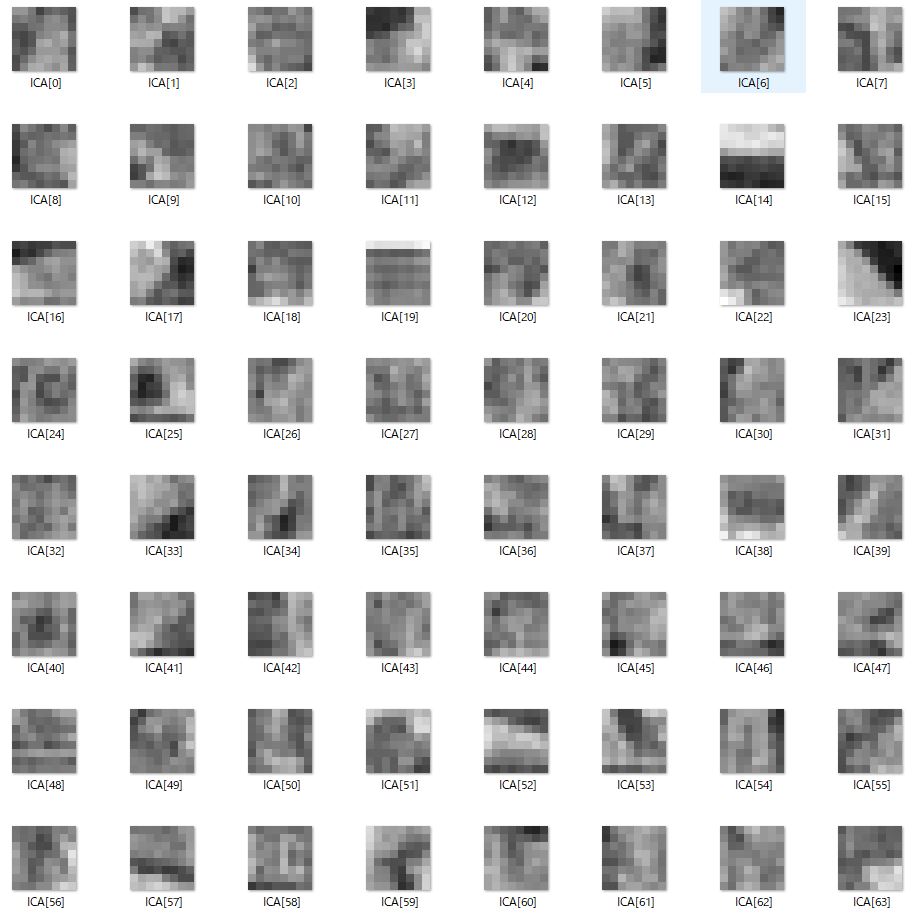 ICA[0] ICA[1] ICA[2] ICA[3] ICA[4] ICA[5] ICA[6] ICA[7]
ICA[8] ICA[9] ICA[10] ICA[11] ICA[12] ICA[13] ICA[14] ICA[15]
ICA[16] ICA[17] ICA[18] ICA[19] ICA[20] ICA[21] ICA[22] ICA[23]
ICA[24] ICA[25] ICA[26] ICA[27] ICA[28] ICA[29] ICA[30] ICA[31]
ICA[32] ICA[33] ICA[34] ICA[35] ICA[36] ICA[37] ICA[38] ICA[39]
ICA[40] ICA[41] ICA[42] ICA[43] ICA[44] ICA[45] ICA[46] ICA[47]
ICA[48] ICA[49] ICA[50] ICA[51] ICA[52] ICA[53] ICA[54] ICA[55]
ICA[56] ICA[57] ICA[58] ICA[59] ICA[60] ICA[61] ICA[62] ICA[63]